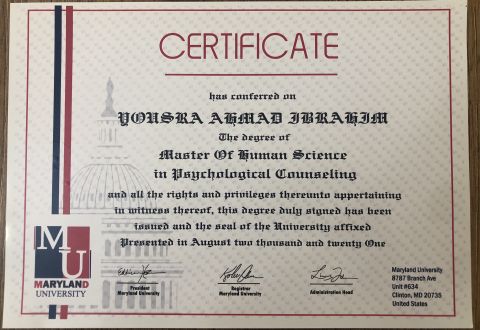 CERTIFICATE
has conferred on
YOUSRA AHMAD IBRAHIM
The degree of
Master Of Human Science
in Psychological Counseling
and all the rights and privileges thereunto appertaining
in witness thereof, this degree duly signed has been
issued and the seal of the University affixed
Presented in August two thousand and twenty One
MU
MARYLAND
UNIVERSITY
President
Maryland University
Registrer
Maryland University
Administration Head
Maryland University
8787 Branch Ave
Unit #634
Clinton, MD 20735
United States